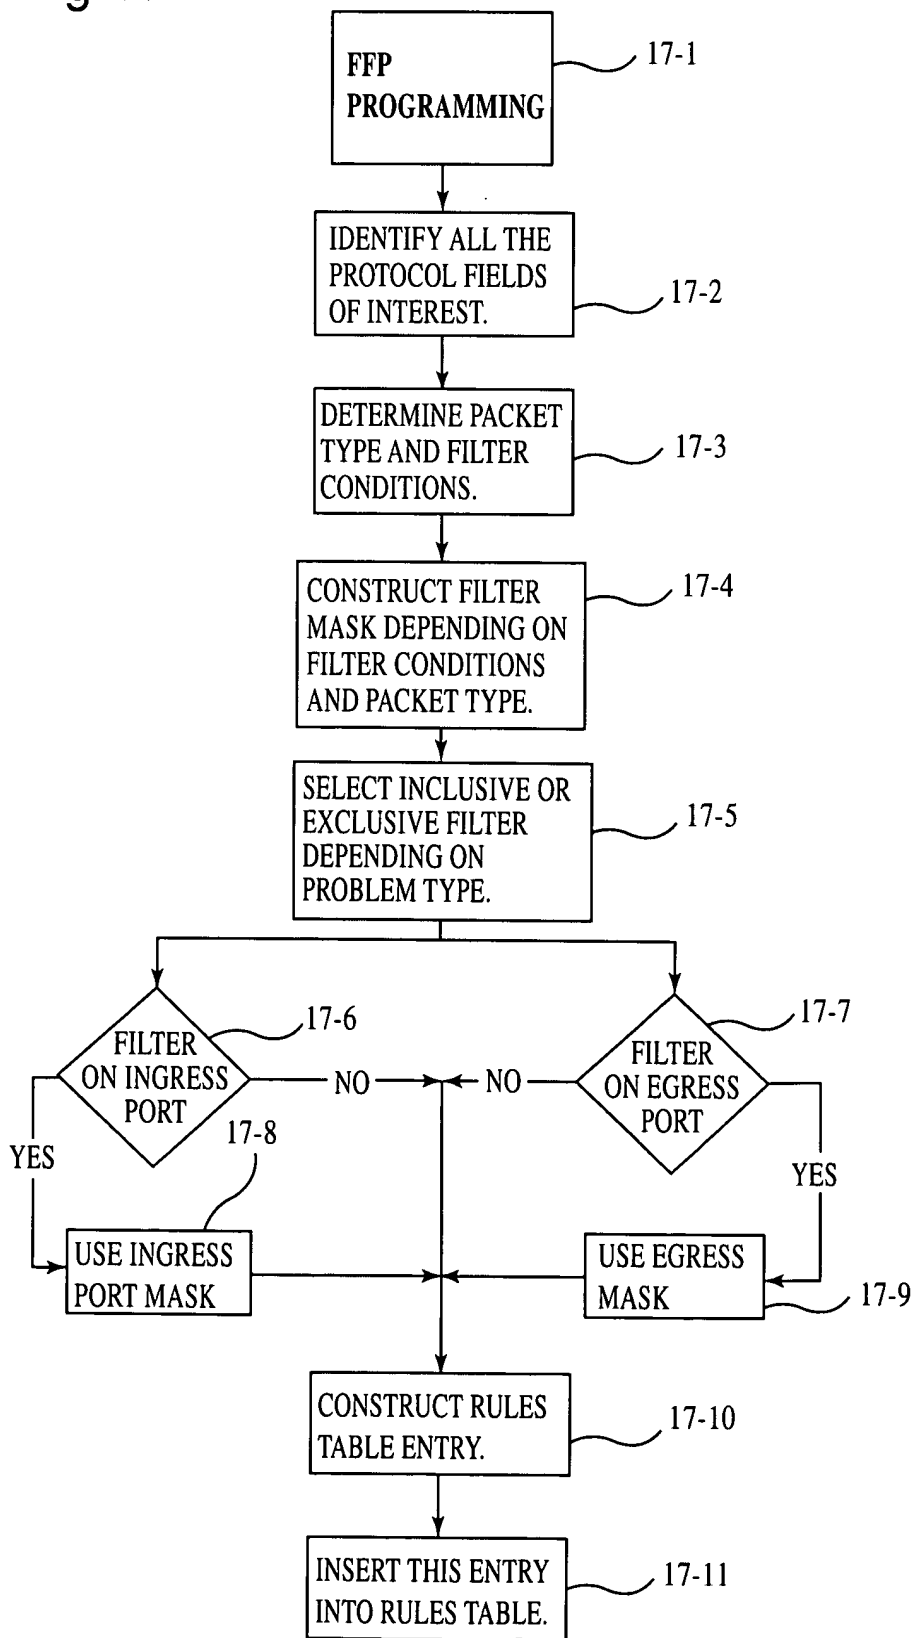 FFP
PROGRAMMING
17-1
IDENTIFY ALL THE
PROTOCOL FIELDS
OF INTEREST.
17-2
DETERMINE PACKET
TYPE AND FILTER
CONDITIONS.
17-3
CONSTRUCT FILTER
MASK DEPENDING ON
FILTER CONDITIONS
AND PACKET TYPE.
17-4
SELECT INCLUSIVE OR
EXCLUSIVE FILTER
DEPENDING ON
PROBLEM TYPE.
17-5
FILTER
ON INGRESS
PORT
17-6
FILTER
ON EGRESS
PORT
17-7
NO
NO
YES
YES
17-8
USE INGRESS
PORT MASK
USE EGRESS
MASK
17-9
CONSTRUCT RULES
TABLE ENTRY.
17-10
INSERT THIS ENTRY
INTO RULES TABLE.
17-11